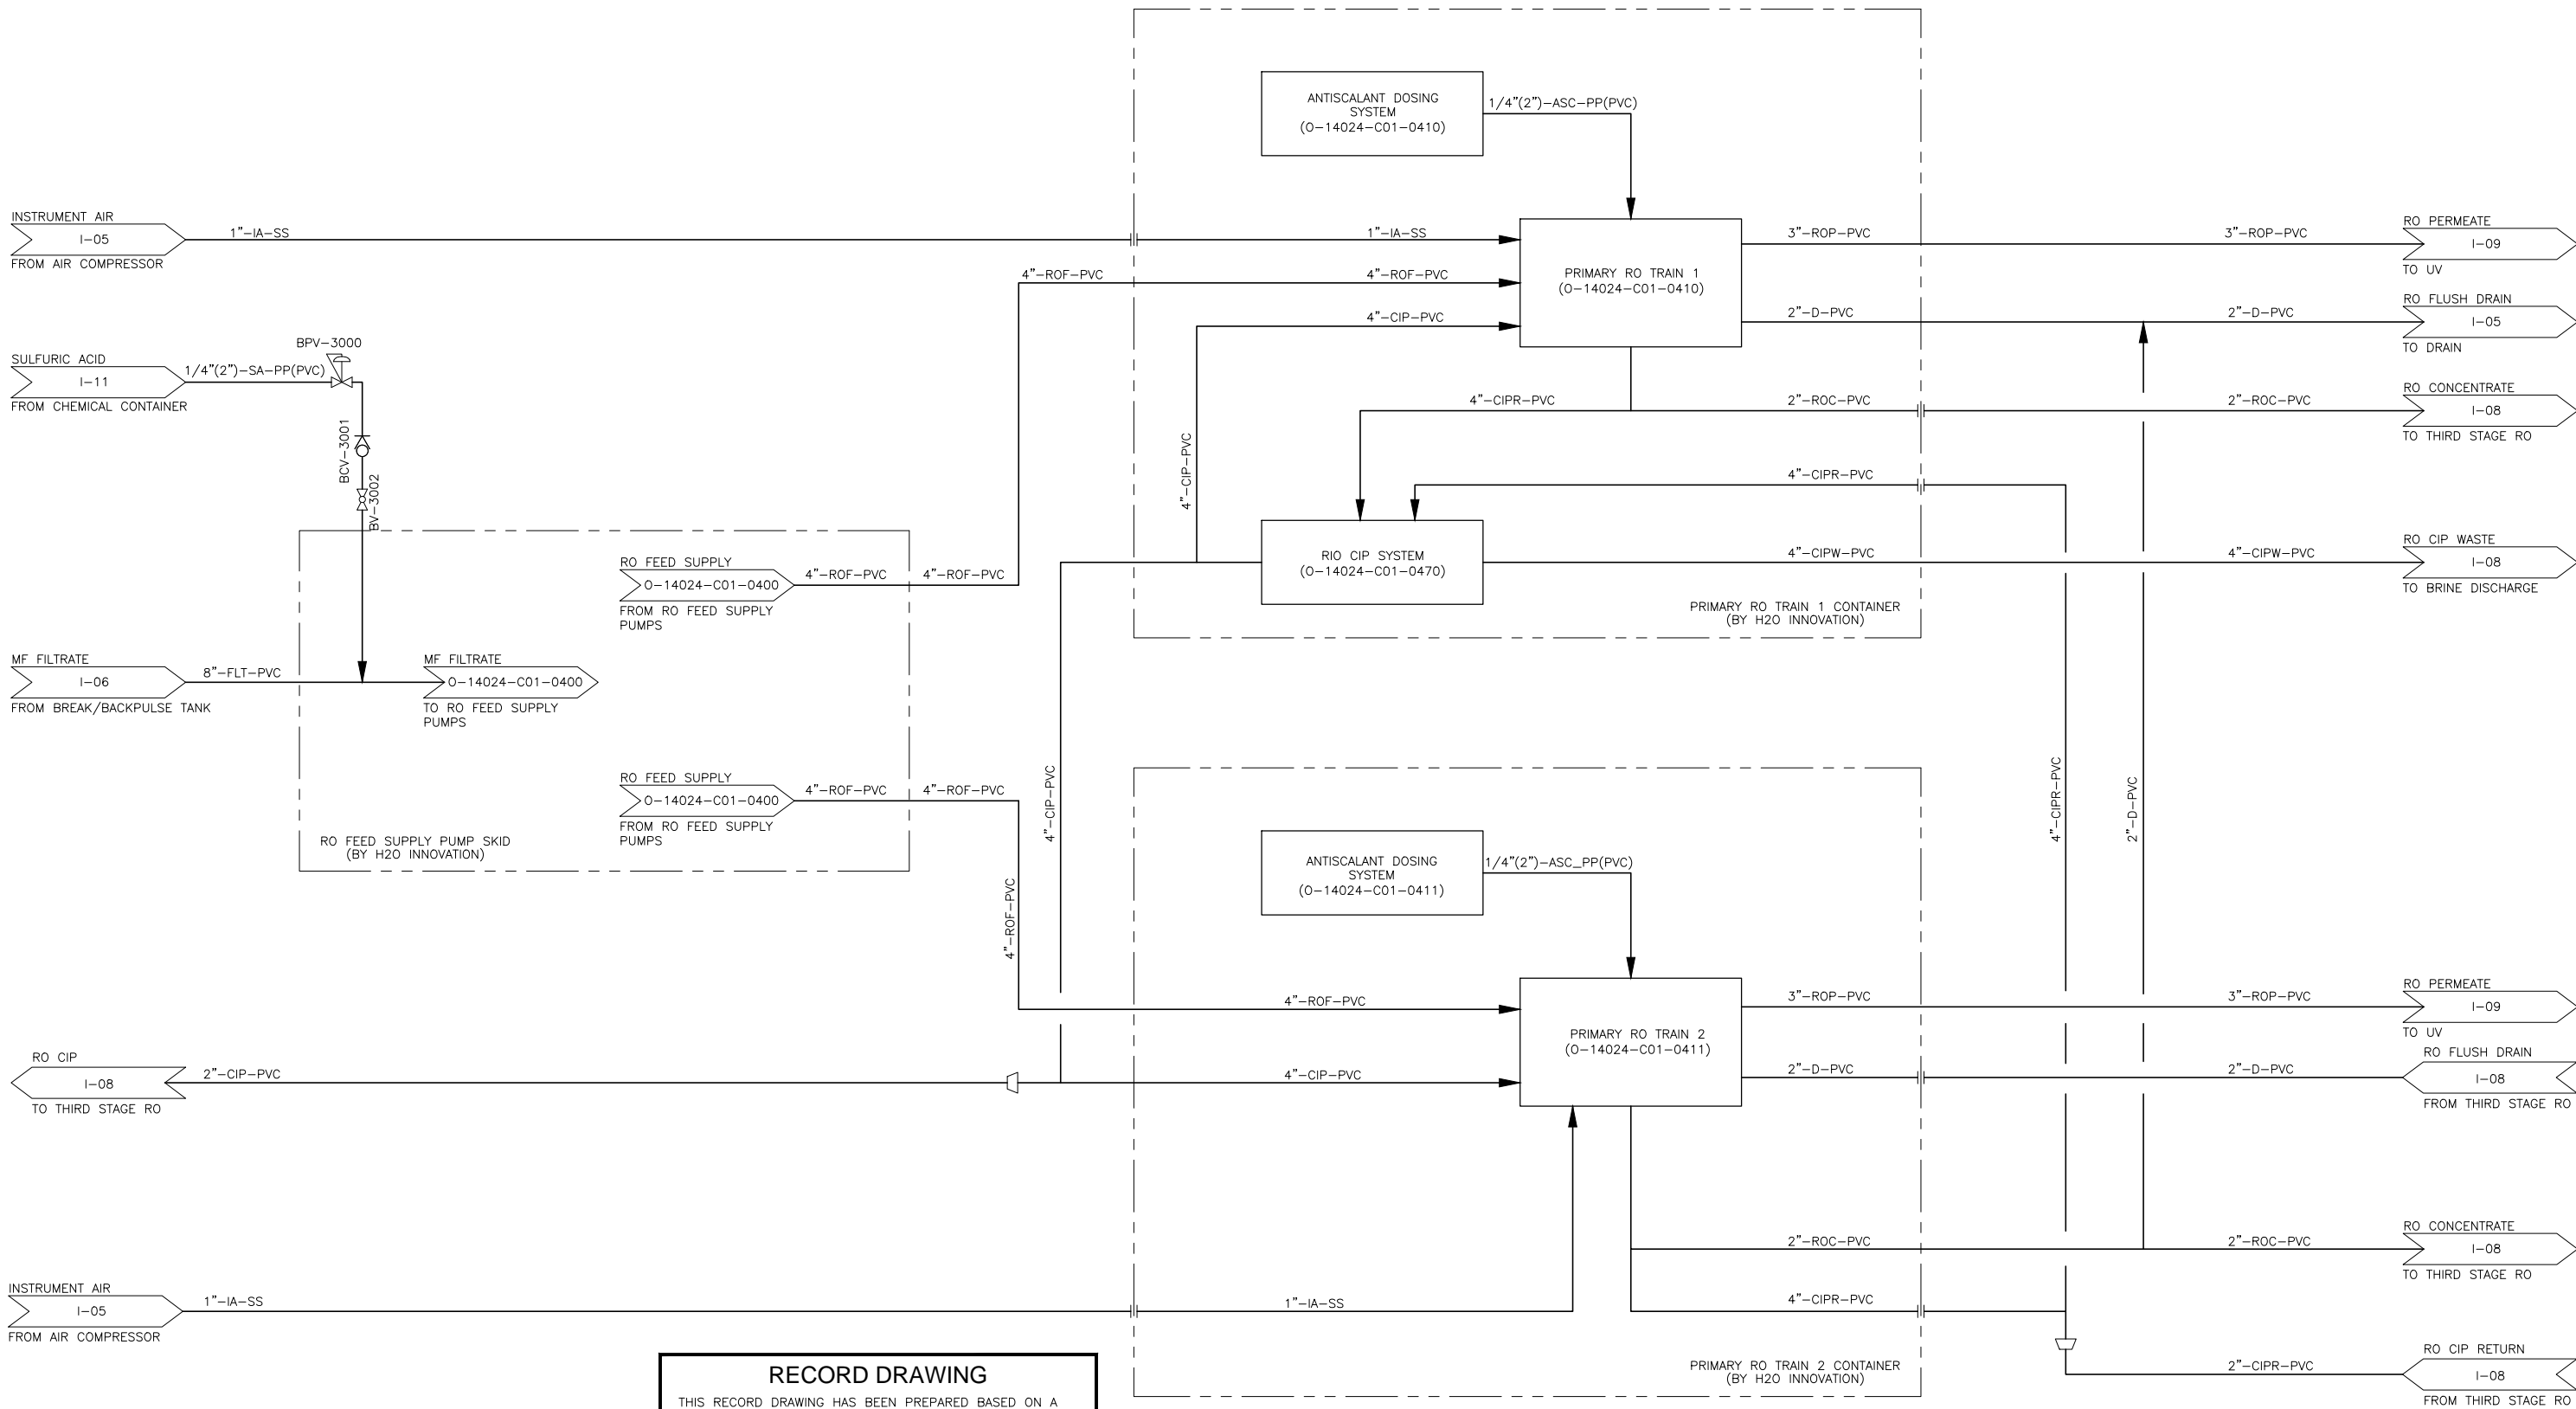 ANTISCALANT DOSING
SYSTEM
(O-14024-C01-0410)
1/4"(2")-ASC-PP(PVC)
INSTRUMENT AIR
I-05
FROM AIR COMPRESSOR
1"-IA-SS
1"-IA-SS
4"-ROF-PVC
4"-ROF-PVC
4"-CIP-PVC
PRIMARY RO TRAIN 1
(O-14024-C01-0410)
3"-ROP-PVC
3"-ROP-PVC
RO PERMEATE
I-09
TO UV
2"-D-PVC
2"-D-PVC
RO FLUSH DRAIN
I-05
TO DRAIN
SULFURIC ACID
I-11
FROM CHEMICAL CONTAINER
1/4"(2")-SA-PP(PVC)
BPV-3000
BCV-3001
BV-3002
4"-CIPR-PVC
2"-ROC-PVC
2"-ROC-PVC
RO CONCENTRATE
I-08
TO THIRD STAGE RO
4"-CIP-PVC
4"-CIPR-PVC
RIO CIP SYSTEM
(O-14024-C01-0470)
4"-CIPW-PVC
4"-CIPW-PVC
RO CIP WASTE
I-08
TO BRINE DISCHARGE
PRIMARY RO TRAIN 1 CONTAINER
(BY H2O INNOVATION)
RO FEED SUPPLY
O-14024-C01-0400
FROM RO FEED SUPPLY
PUMPS
4"-ROF-PVC
4"-ROF-PVC
MF FILTRATE
I-06
FROM BREAK/BACKPULSE TANK
8"-FLT-PVC
MF FILTRATE
O-14024-C01-0400
TO RO FEED SUPPLY
PUMPS
RO FEED SUPPLY
O-14024-C01-0400
FROM RO FEED SUPPLY
PUMPS
4"-ROF-PVC
4"-ROF-PVC
RO FEED SUPPLY PUMP SKID
(BY H2O INNOVATION)
4"-CIP-PVC
4"-ROF-PVC
4"-CIPR-PVC
2"-D-PVC
ANTISCALANT DOSING
SYSTEM
(O-14024-C01-0411)
1/4"(2")-ASC_PP(PVC)
4"-ROF-PVC
PRIMARY RO TRAIN 2
(O-14024-C01-0411)
3"-ROP-PVC
3"-ROP-PVC
RO PERMEATE
I-09
TO UV
RO CIP
I-08
TO THIRD STAGE RO
2"-CIP-PVC
4"-CIP-PVC
2"-D-PVC
2"-D-PVC
RO FLUSH DRAIN
I-08
FROM THIRD STAGE RO
2"-ROC-PVC
2"-ROC-PVC
RO CONCENTRATE
I-08
TO THIRD STAGE RO
INSTRUMENT AIR
I-05
FROM AIR COMPRESSOR
1"-IA-SS
1"-IA-SS
4"-CIPR-PVC
PRIMARY RO TRAIN 2 CONTAINER
(BY H2O INNOVATION)
2"-CIPR-PVC
RO CIP RETURN
I-08
FROM THIRD STAGE RO
RECORD DRAWING
THIS RECORD DRAWING HAS BEEN PREPARED BASED ON A